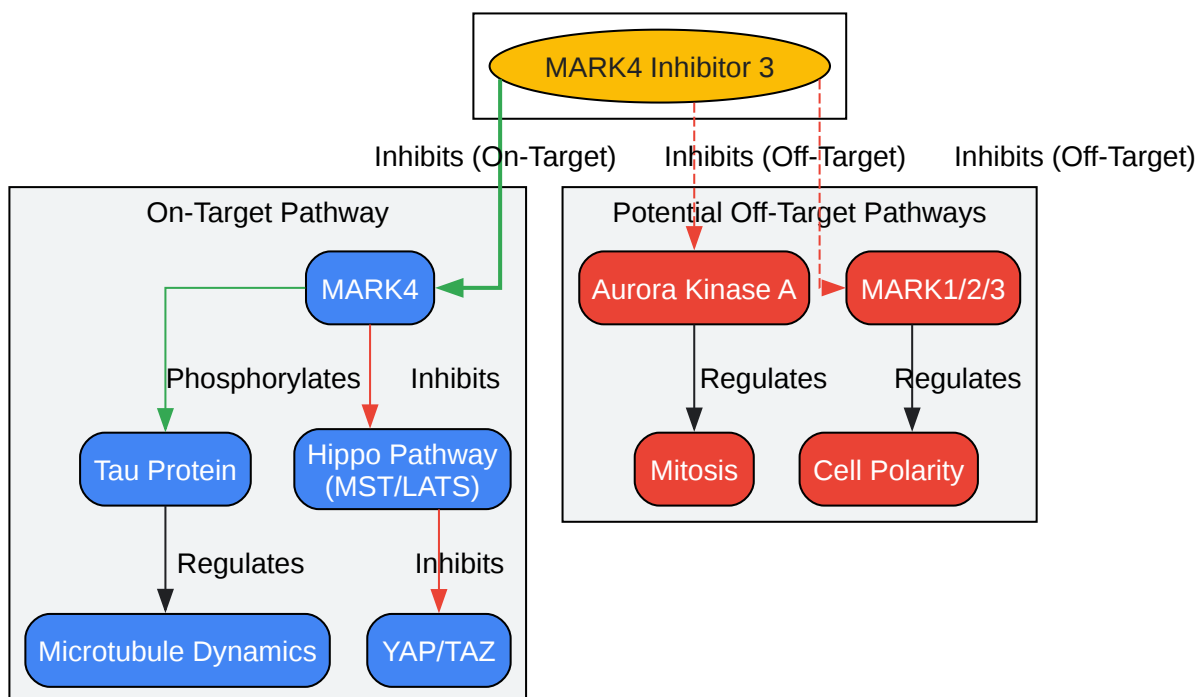 MARK4 Inhibitor 3
Inhibits (On-Target)
Inhibits (Off-Target)
Inhibits (Off-Target)
On-Target Pathway
Potential Off-Target Pathways
MARK4
Aurora Kinase A
MARK1/2/3
Phosphorylates
Inhibits
Regulates
Regulates
Tau Protein
Hippo Pathway
(MST/LATS)
Mitosis
Cell Polarity
Regulates
Inhibits
Microtubule Dynamics
YAP/TAZ